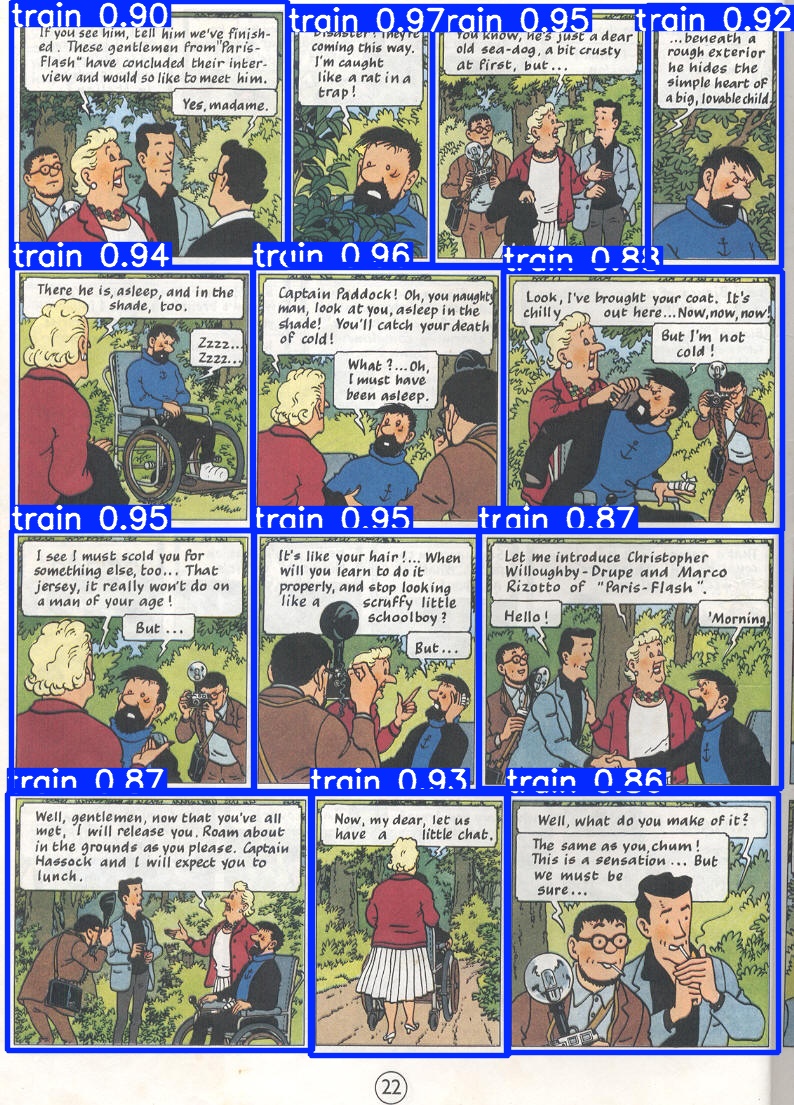 train 0.90
If you see him, tell him we've finish-
ed. These gentlemen from "Paris-
Flash" have concluded their inter-
view and would so like to meet him.
Yes, madame.
train 0.97
Disaster! They're
coming this way.
I'm caught
like a rat in a
trap!
train 0.95
You know, he's just a dear
old sea-dog, a bit crusty
at first, but...
train 0.92
...beneath a
rough exterior
he hides the
simple heart of
a big, lovable child.
train 0.94
There he is, asleep, and in the
shade, too.
Zzzz...
Zzzz...
train 0.96
Captain Paddock! Oh, you naughty
man, look at you, asleep in the
shade! You'll catch your death
of cold!
What?...Oh,
I must have
been asleep.
train 0.88
Look, I've brought your coat. It's
chilly out here...Now, now, now!
But I'm not
cold!
train 0.95
I see I must scold you for
something else, too... That
jersey, it really won't do on
a man of your age!
But ...
train 0.95
It's like your hair!... When
will you learn to do it
properly, and stop looking
like a scruffy little
schoolboy?
But...
train 0.87
Let me introduce Christopher
Willoughby-Drupe and Marco
Rizotto of "Paris-Flash".
Hello!
'Morning.
train 0.87
Well, gentlemen, now that you've all
met, I will release you. Roam about
in the grounds as you please. Captain
Hassock and I will expect you to
lunch.
train 0.93
Now, my dear, let us
have a little chat.
train 0.86
Well, what do you make of it?
The same as you, chum!
This is a sensation ... But
we must be
sure...
22